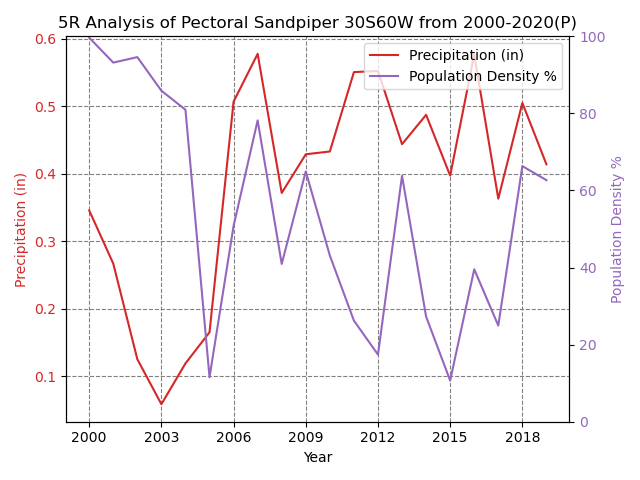 5R Analysis of Pectoral Sandpiper 30S60W from 2000-2020(P)
Precipitation (in)
Population Density %
0.6
0.5
0.4
0.3
0.2
0.1
Precipitation (in)
100
80
60
40
20
0
Population Density %
2000 2003 2006 2009 2012 2015 2018
Year